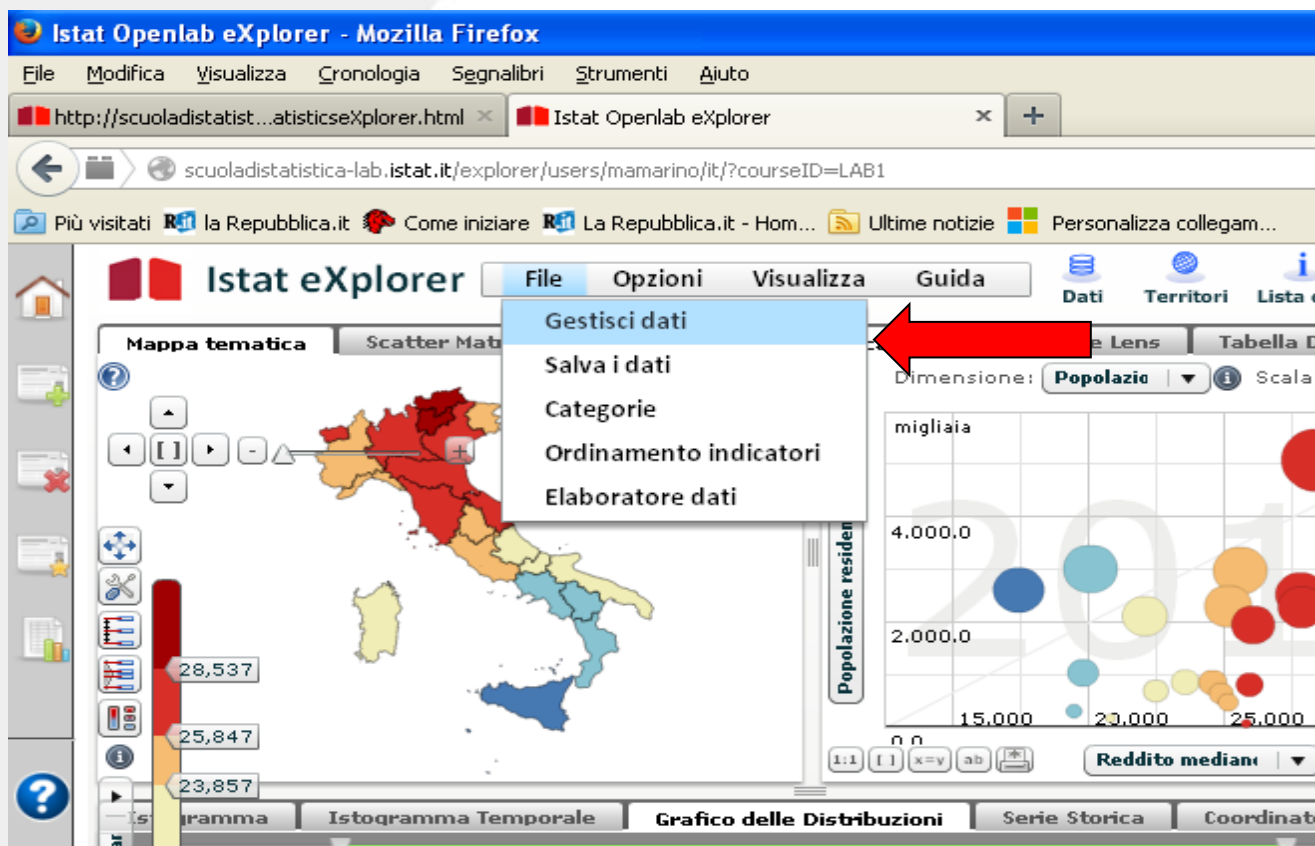 Istat Openlab eXplorer - Mozilla Firefox
File Modifica Visualizza Cronologia Segnalibri Strumenti Aiuto
http://scuoladistatist...atisticseXplorer.html Istat Openlab eXplorer
scuoladistatistica-lab.istat.it/explorer/users/mamarino/it/?courseID=LAB1
Più visitati la Repubblica.it Come iniziare La Repubblica.it - Hom... Ultime notizie Personalizza collegam...
Istat eXplorer File Opzioni Visualizza Guida
Dati Territori Lista
Gestisci dati
Salva i dati
Categorie
Ordinamento indicatori
Elaboratore dati
Mappa tematica Scatter Mat Lens Tabella D
Dimensione: Popolazio Scala
migliaia
4.000.0
2.000.0
0.0
Popolazione residen
15,000 20,000 25,000
1:1 [ ] x=y ab Reddito median
28,537
25,847
23,857
Istogramma Istogramma Temporale Grafico delle Distribuzioni Serie Storica Coordinat